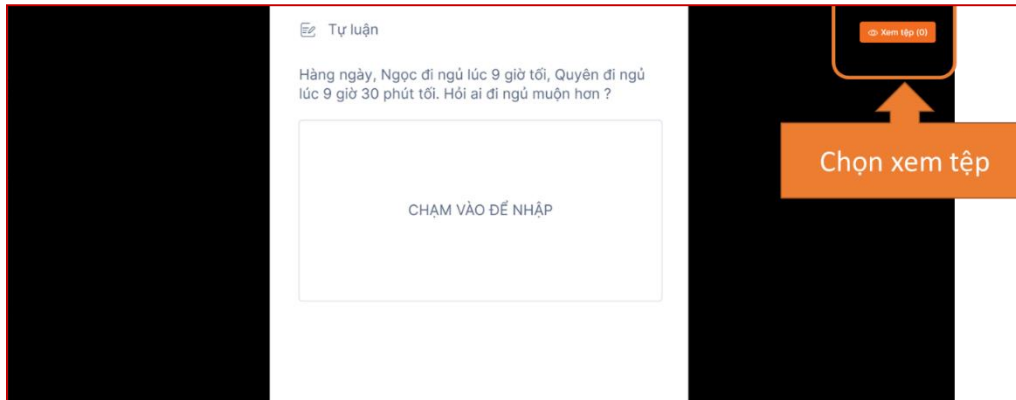 Tự luận
Xem tệp (0)
Hàng ngày, Ngọc đi ngủ lúc 9 giờ tối, Quyên đi ngủ
lúc 9 giờ 30 phút tối. Hỏi ai đi ngủ muộn hơn ?
Chọn xem tệp
CHẠM VÀO ĐỂ NHẬP